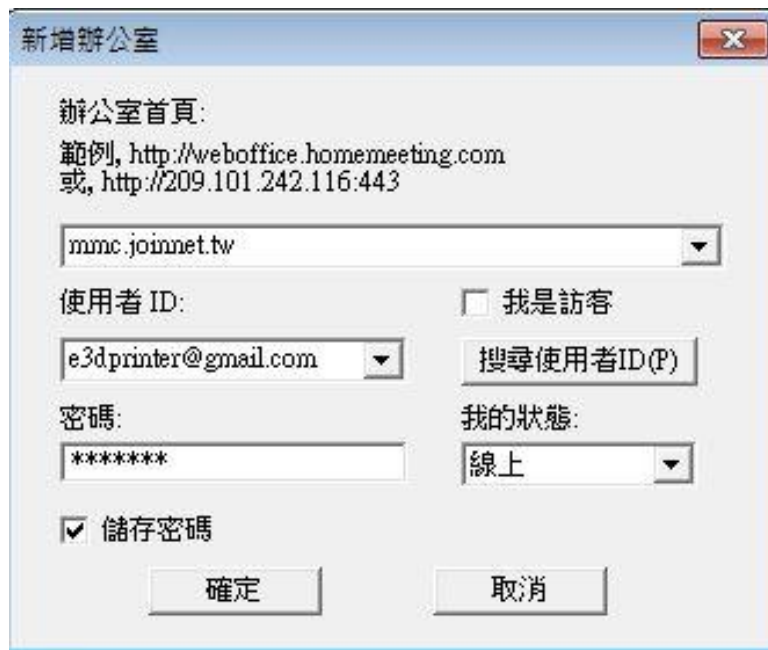 新增辦公室
辦公室首頁:
範例, http://weboffice.homemeeting.com
或, http://209.101.242.116:443
mmc.joinnet.tw
使用者 ID:
我是訪客
e3dprinter@gmail.com
搜尋使用者ID(P)
密碼:
我的狀態:
*******
線上
儲存密碼
確定
取消